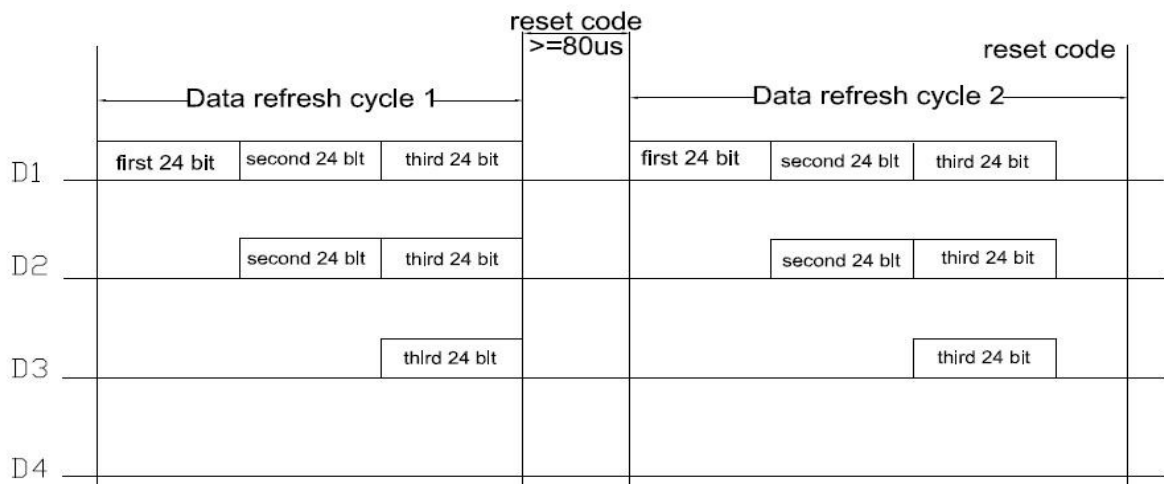 reset code
>=80us
reset code
Data refresh cycle 1
Data refresh cycle 2
D1 first 24 bit second 24 blt third 24 bit first 24 bit second 24 blt third 24 bit
D2 second 24 blt third 24 bit second 24 blt third 24 bit
D3 thlrd 24 blt third 24 bit
D4